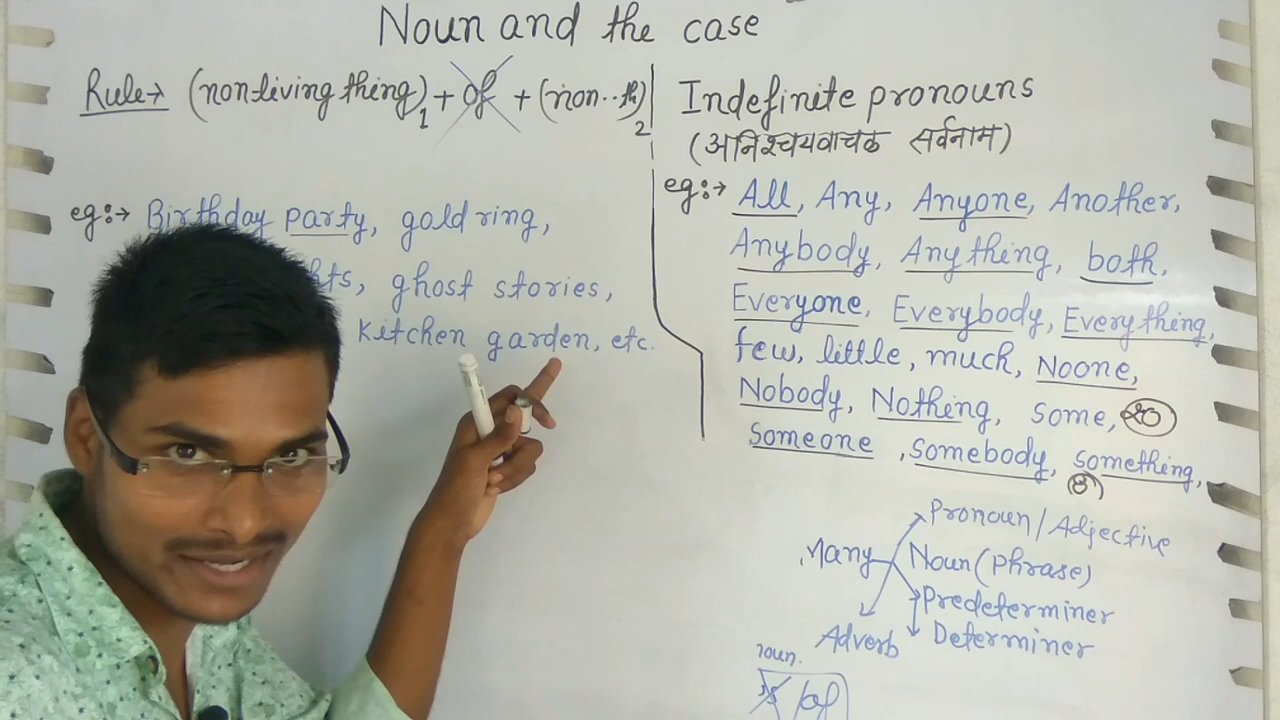 Noun and the case
Rule→ (non-living thing)1 + of + (non..th)2
eg:→ Birthday party, gold ring,
hts, ghost stories,
Kitchen garden, etc.
Indefinite pronouns
(अनिश्चयवाचक सर्वनाम)
eg:→ All, Any, Anyone, Another,
Anybody, Anything, both,
Everyone, Everybody, Everything,
few, little, much, Noone,
Nobody, Nothing, some,
someone, somebody, something,
Many
Pronoun/Adjective
Noun (phrase)
Predeterminer
Determiner
Adverb
noun.
's/of